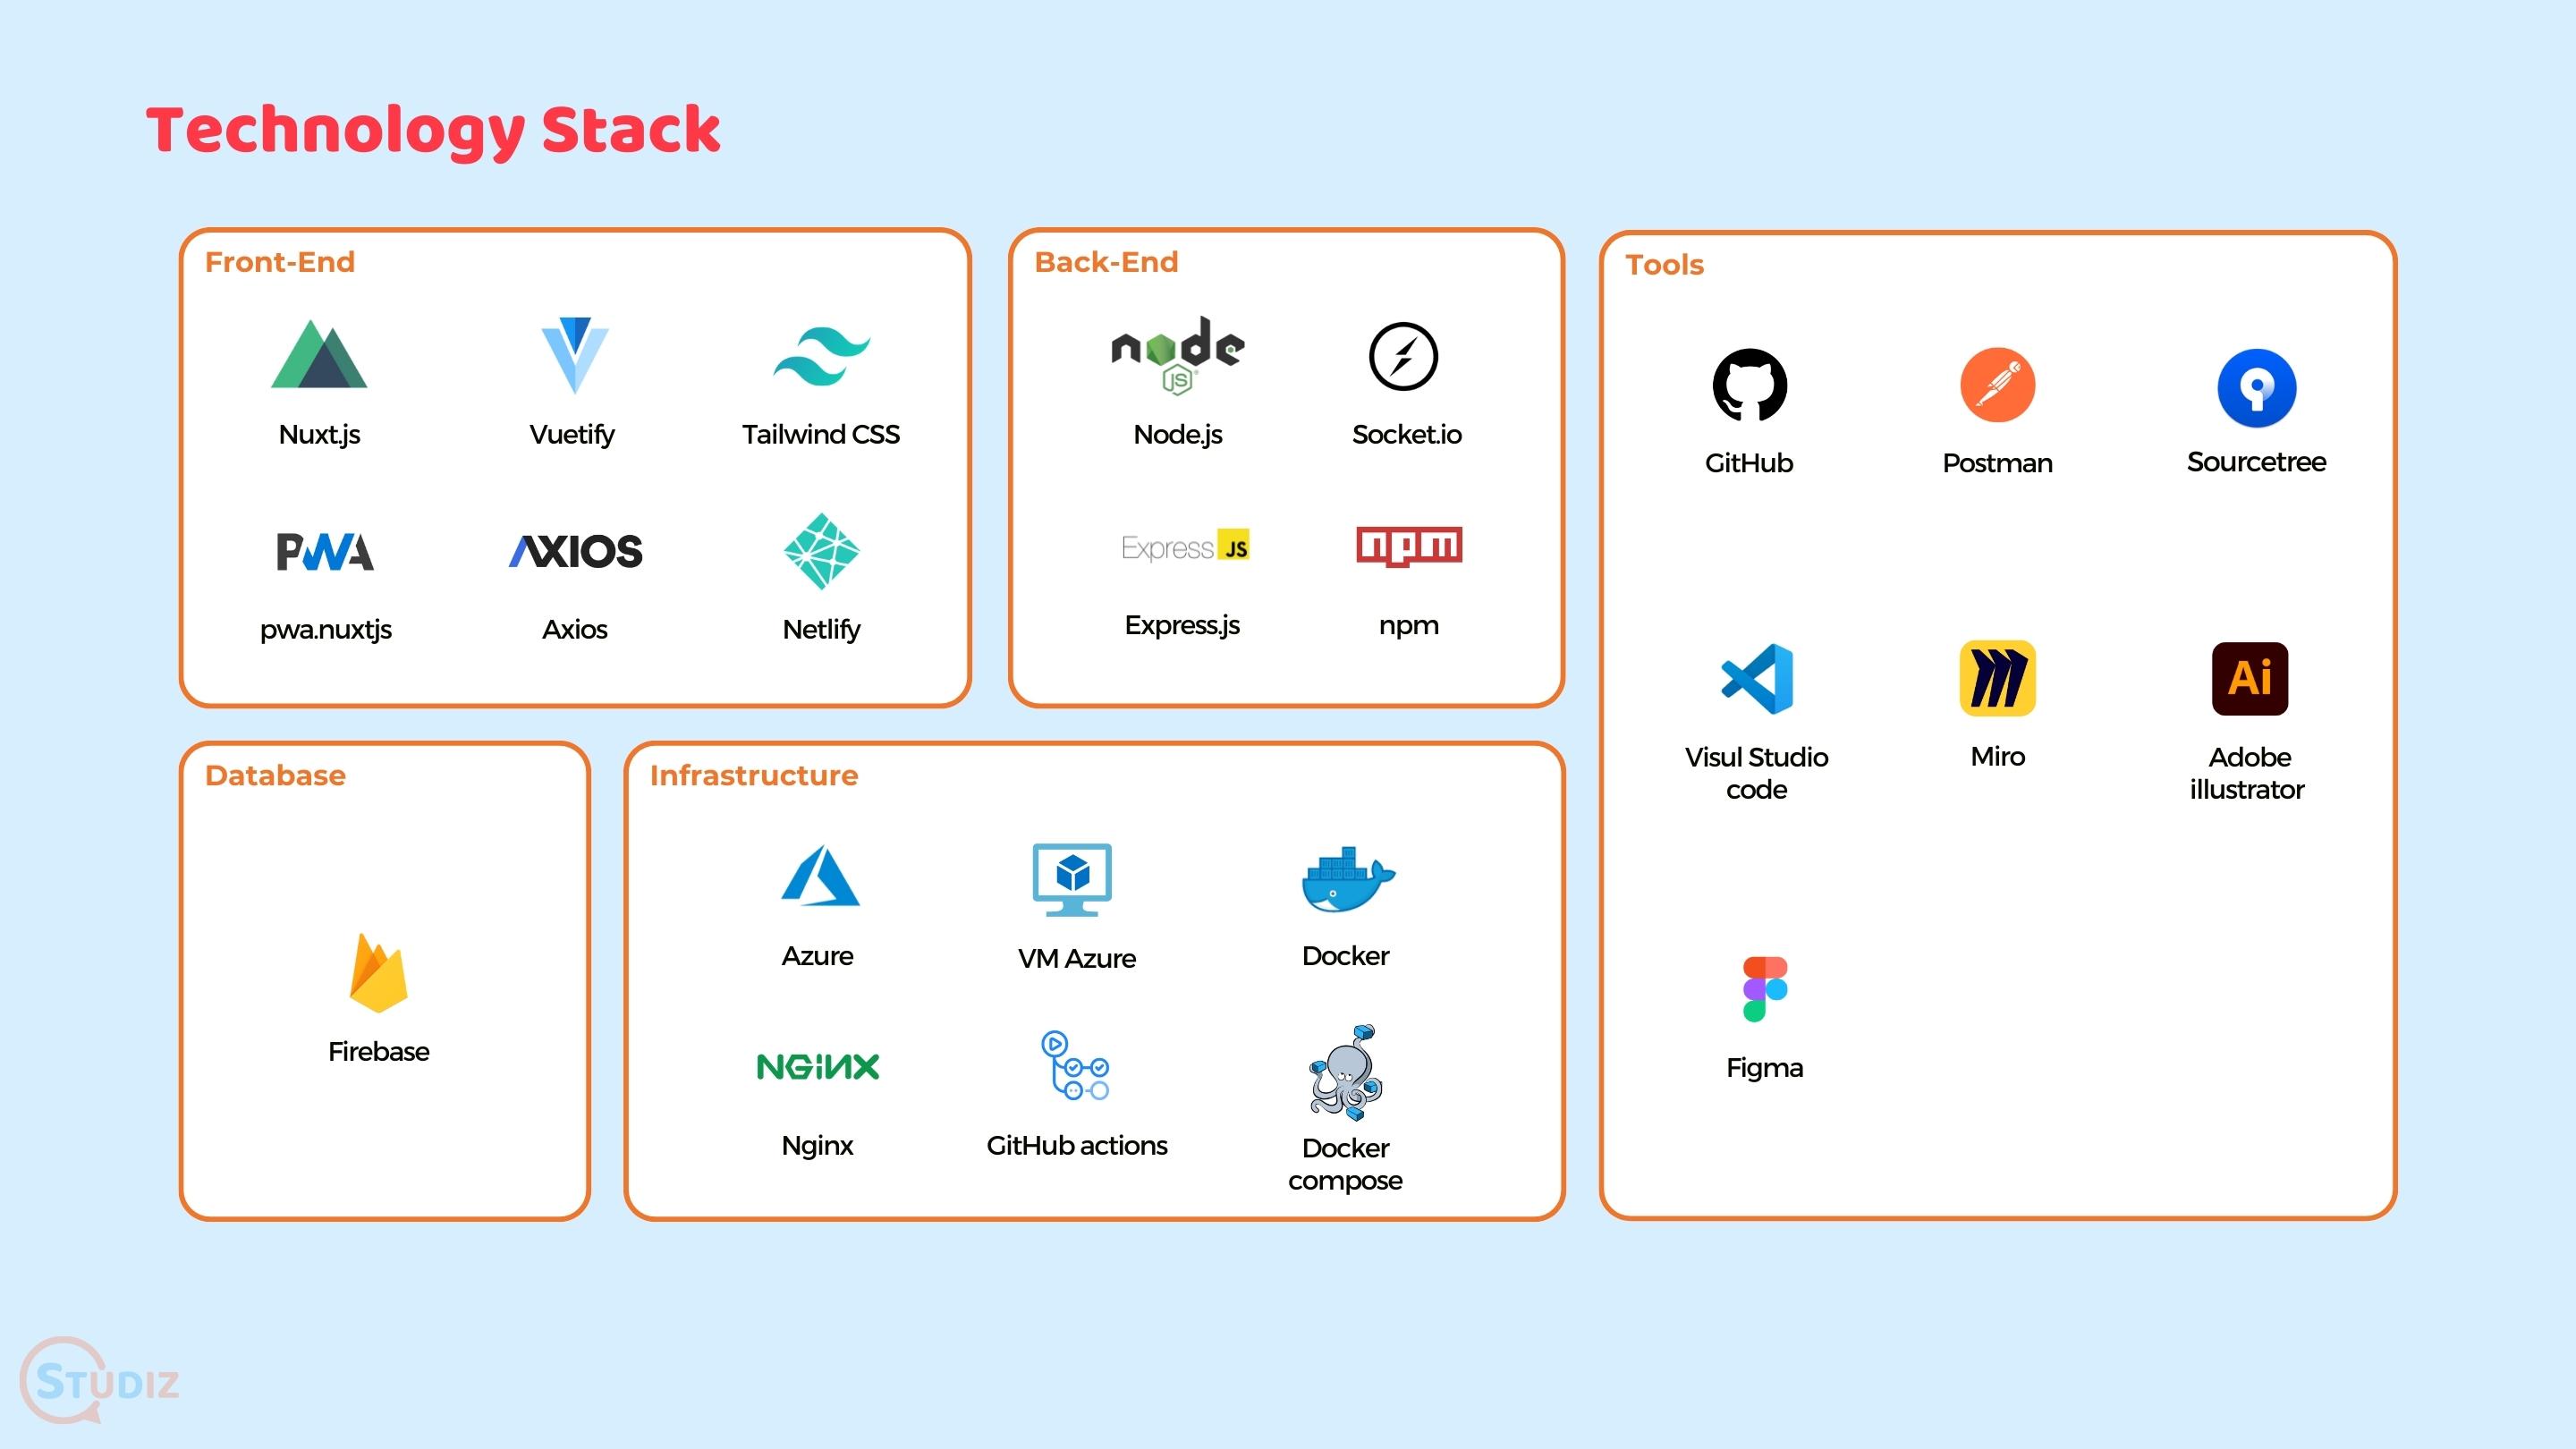 Technology Stack
Front-End
Nuxt.js
Vuetify
Tailwind CSS
PWA
AXIOS
pwa.nuxtjs
Axios
Netlify
Back-End
node
JS
Node.js
Socket.io
Express JS
npm
Express.js
npm
Tools
GitHub
Postman
Sourcetree
Visul Studio
code
Miro
Ai
Adobe
illustrator
Figma
Database
Firebase
Infrastructure
Azure
VM Azure
Docker
NGiNX
Nginx
GitHub actions
Docker
compose
STUDIZ